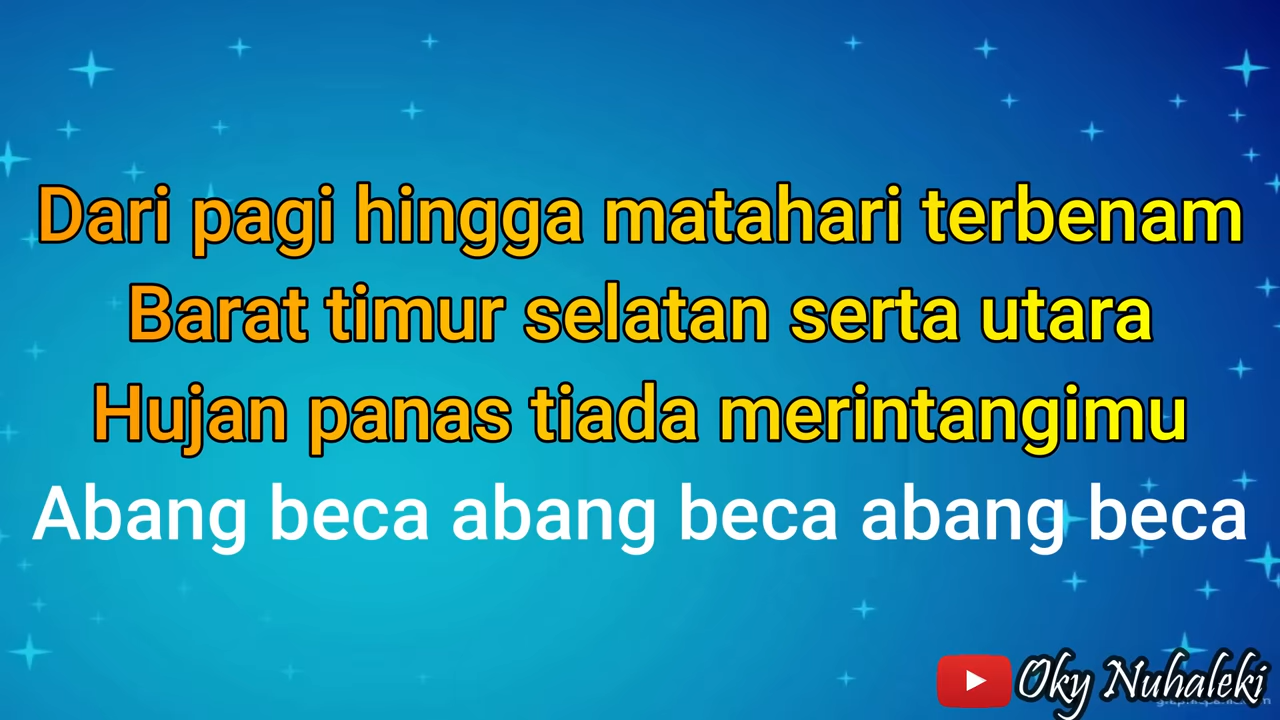 Dari pagi hingga matahari terbenam
Barat timur selatan serta utara
Hujan panas tiada merintangimu
Abang beca abang beca abang beca
Oky Nuhaleki